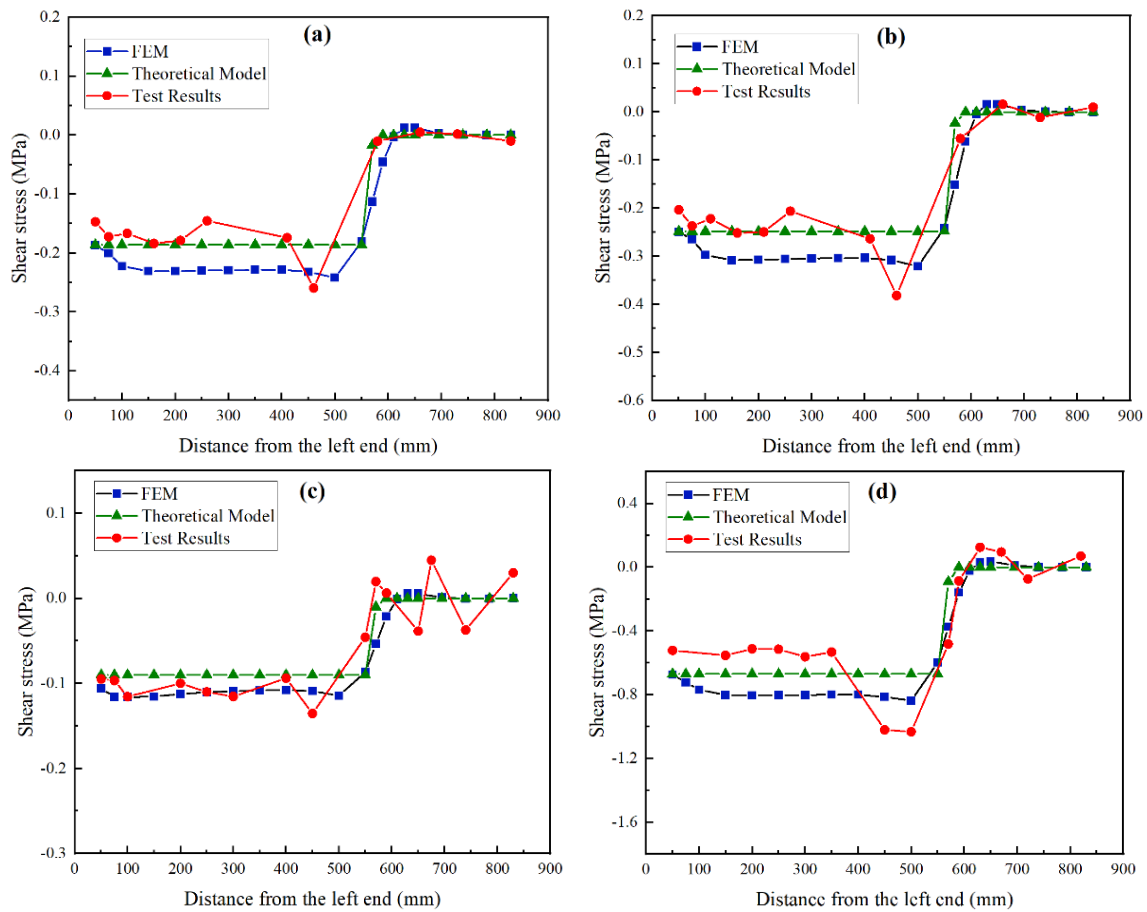 (a)
FEM
Theoretical Model
Test Results
0.2
0.1
0.0
-0.1
-0.2
-0.3
-0.4
Shear stress (MPa)
0 100 200 300 400 500 600 700 800 900
Distance from the left end (mm)
(b)
FEM
Theoretical Model
Test Results
0.2
0.1
0.0
-0.1
-0.2
-0.3
-0.4
-0.5
-0.6
Shear stress (MPa)
0 100 200 300 400 500 600 700 800 900
Distance from the left end (mm)
(c)
FEM
Theoretical Model
Test Results
0.1
0.0
-0.1
-0.2
-0.3
Shear stress (MPa)
0 100 200 300 400 500 600 700 800 900
Distance from the left end (mm)
(d)
FEM
Theoretical Model
Test Results
0.4
0.0
-0.4
-0.8
-1.2
-1.6
Shear stress (MPa)
0 100 200 300 400 500 600 700 800 900
Distance from the left end (mm)